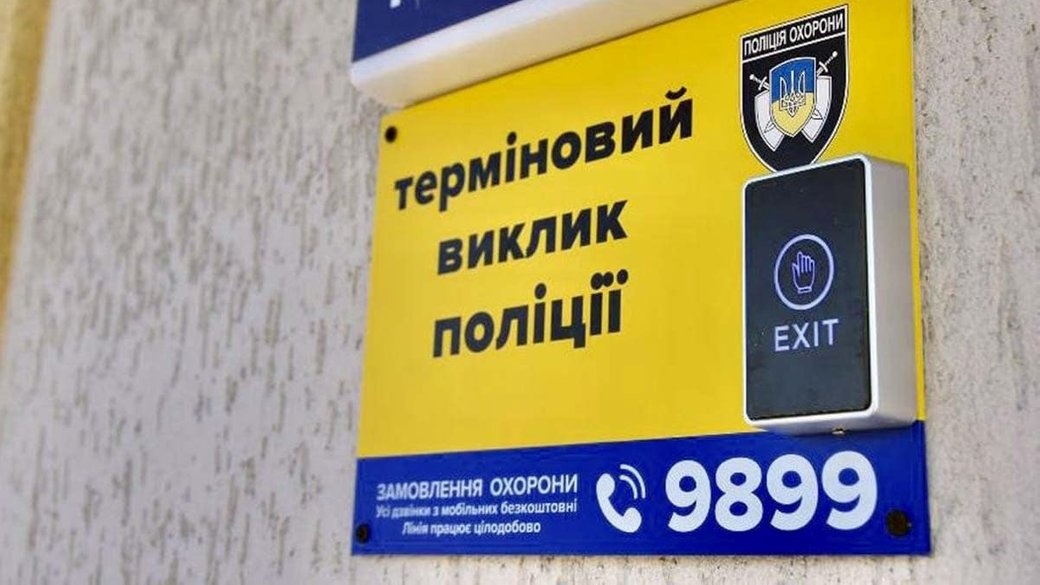 ПОЛІЦІЯ ОХОРОНИ
терміновий
виклик
поліції
EXIT
ЗАМОВЛЕННЯ ОХОРОНИ
Усі дзвінки з мобільних безкоштовні
Лінія працює цілодобово
9899